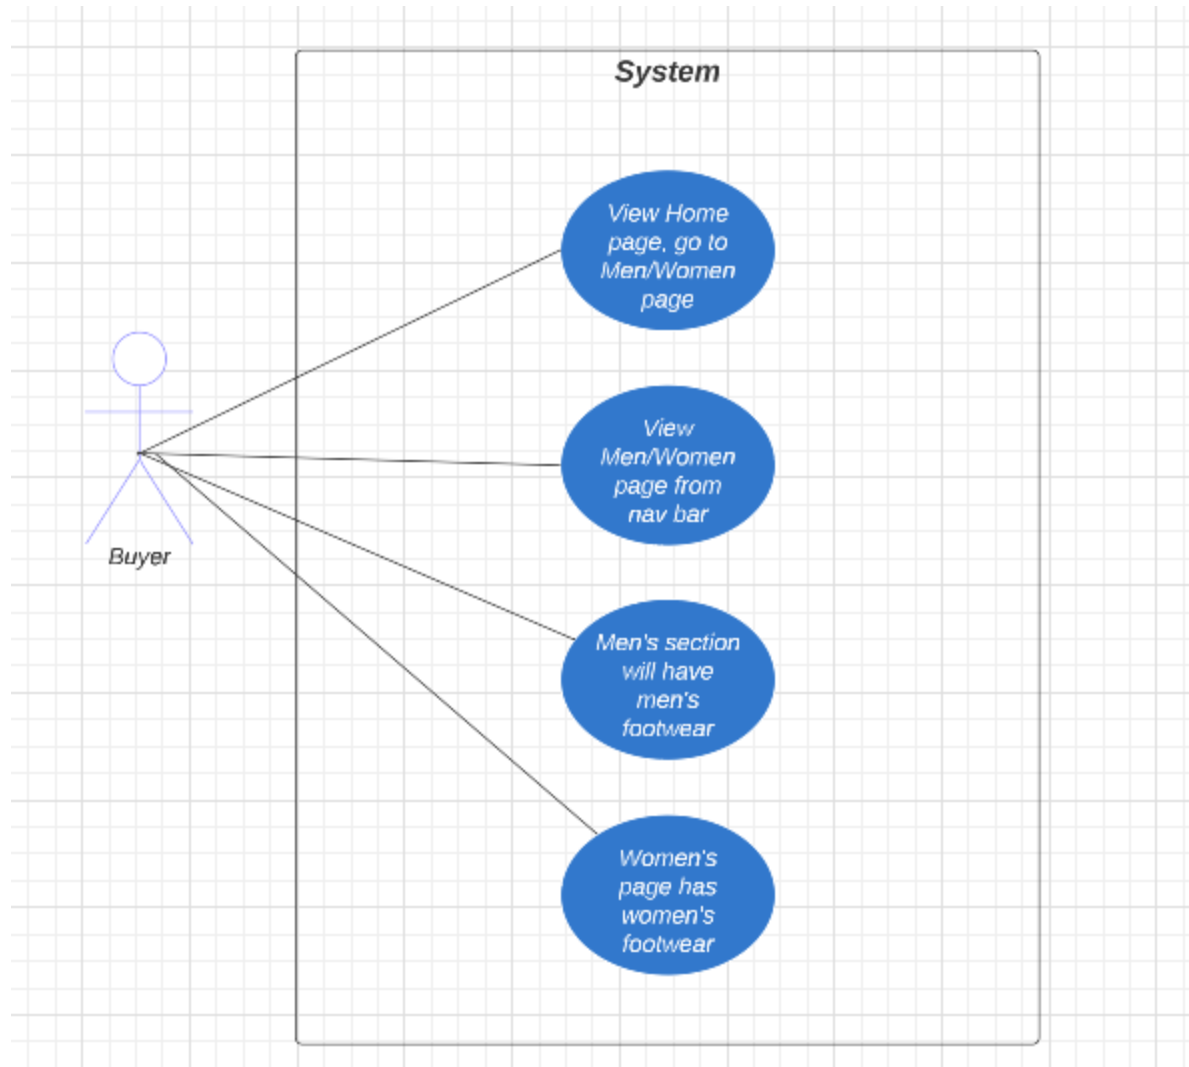 System
View Home
page, go to
Men/Women
page
View
Men/Women
page from
nav bar
Buyer
Men's section
will have
men's
footwear
Women's
page has
women's
footwear